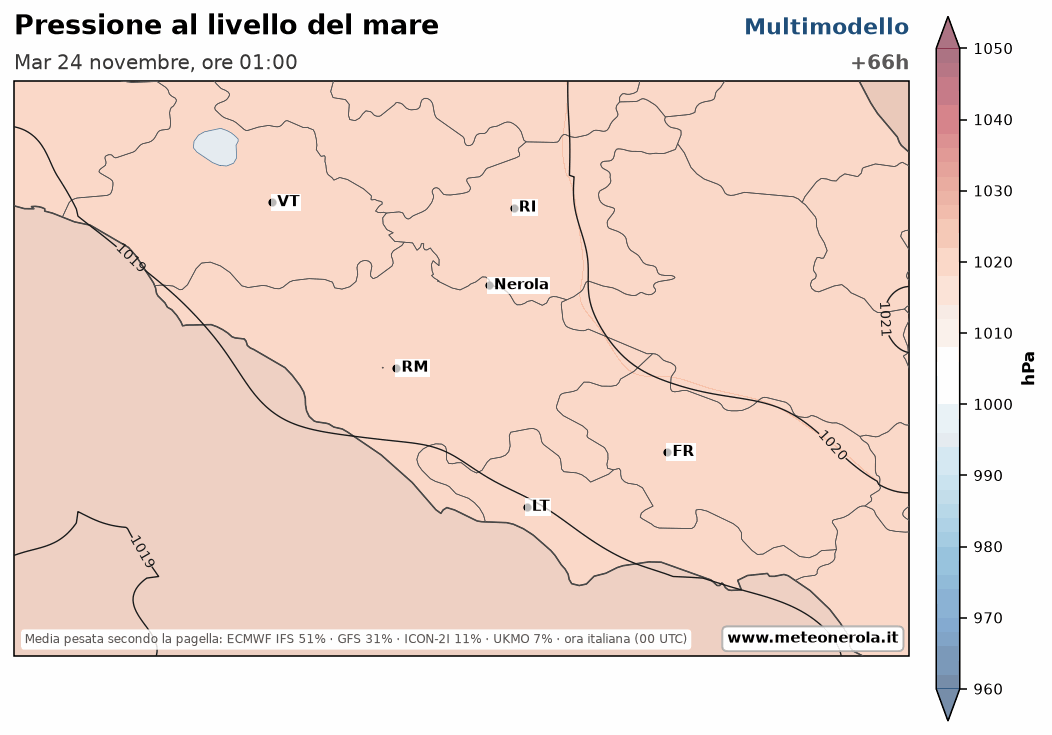 Pressione al livello del mare
Multimodello
Mar 24 novembre, ore 01:00
+66h
VT
RI
1019
Nerola
1021
RM
1020
FR
LT
1019
Media pesata secondo la pagella: ECMWF IFS 51% · GFS 31% · ICON-2I 11% · UKMO 7% · ora italiana (00 UTC)
www.meteonerola.it
1050
1040
1030
1020
1010
1000
990
980
970
960
hPa